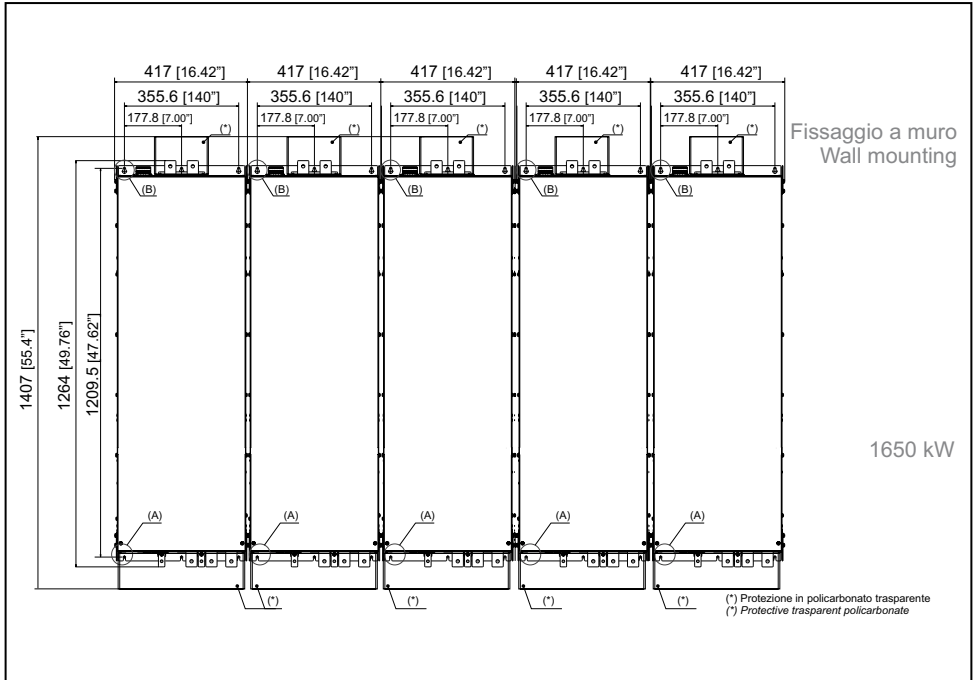 417 [16.42”] 417 [16.42”] 417 [16.42”] 417 [16.42”] 417 [16.42”]
355.6 [140”] 355.6 [140”] 355.6 [140”] 355.6 [140”] 355.6 [140”]
177.8 [7.00”] 177.8 [7.00”] 177.8 [7.00”] 177.8 [7.00”] 177.8 [7.00”]
(*) (*) (*) (*) (*)
Fissaggio a muro
Wall mounting
(B) (B) (B) (B) (B)
1407 [55.4”]
1264 [49.76”]
1209.5 [47.62”]
1650 kW
(A) (A) (A) (A) (A)
(*) (*) (*) (*) (*)
(*) Protezione in policarbonato trasparente
(*) Protective trasparent policarbonate